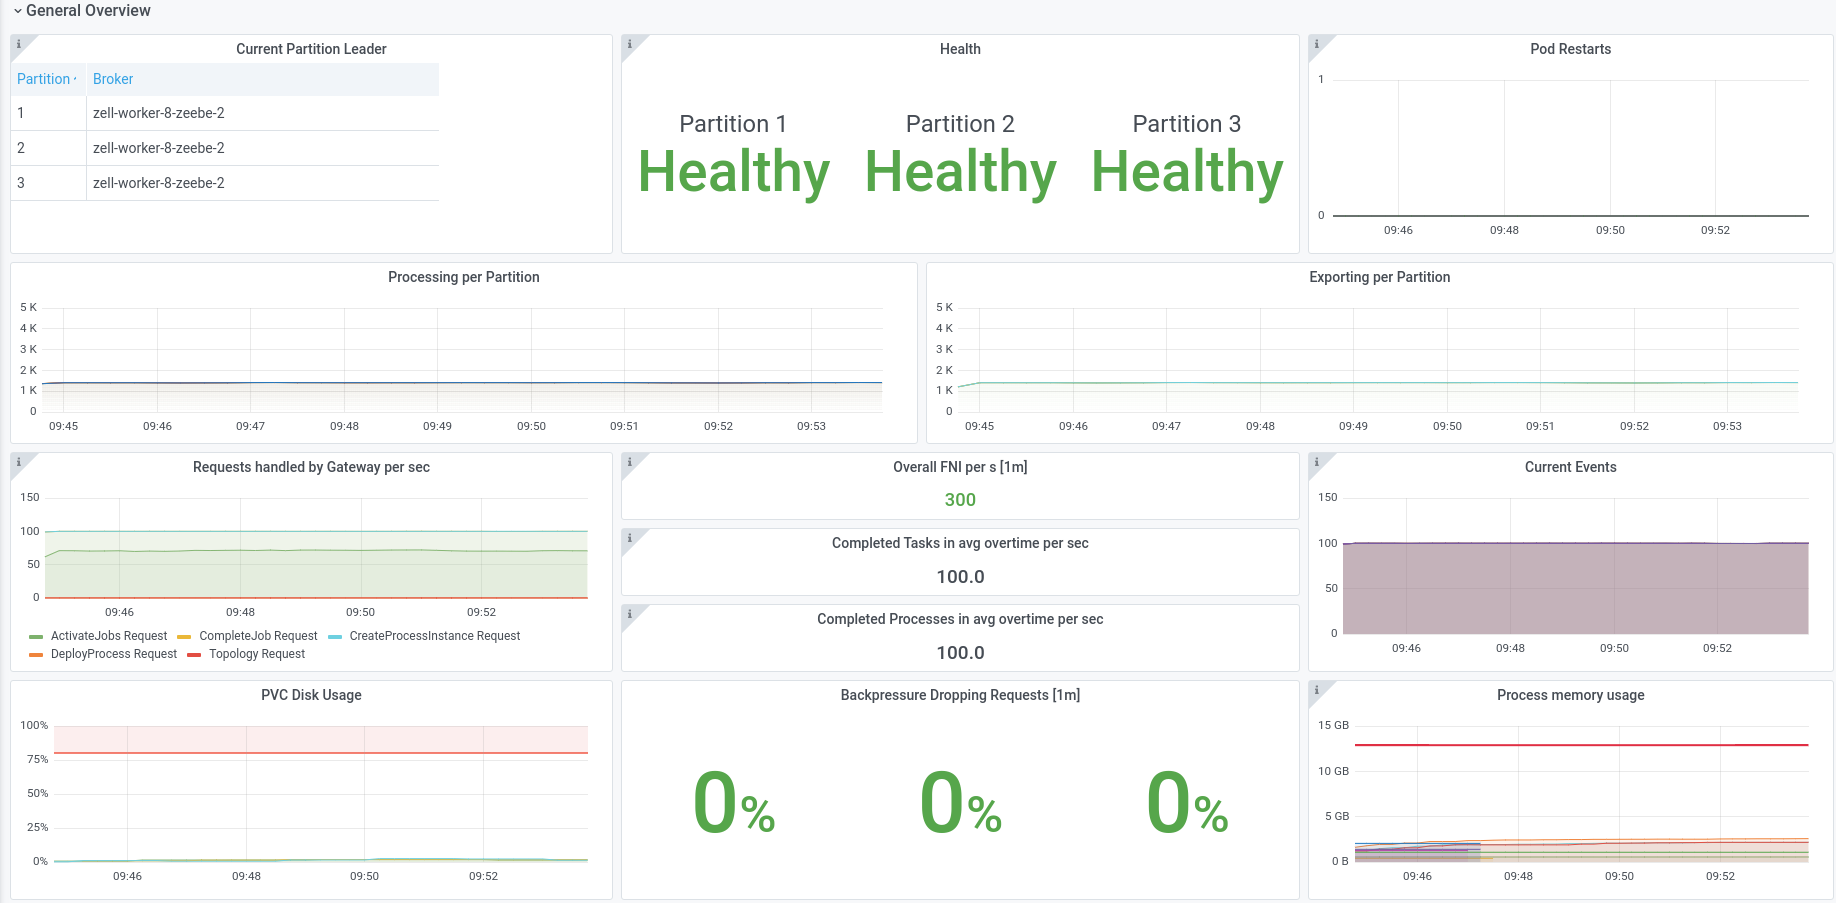 General Overview
Current Partition Leader
Partition Broker
1 zell-worker-8-zeebe-2
2 zell-worker-8-zeebe-2
3 zell-worker-8-zeebe-2
Health
Partition 1 Partition 2 Partition 3
Healthy Healthy Healthy
Pod Restarts
1
0
09:46 09:48 09:50 09:52
Processing per Partition
5 K
4 K
3 K
2 K
1 K
0
09:45 09:46 09:47 09:48 09:49 09:50 09:51 09:52 09:53
Exporting per Partition
5 K
4 K
3 K
2 K
1 K
0
09:45 09:46 09:47 09:48 09:49 09:50 09:51 09:52 09:53
Requests handled by Gateway per sec
150
100
50
0
09:46 09:48 09:50 09:52
ActivateJobs Request CompleteJob Request CreateProcessInstance Request
DeployProcess Request Topology Request
Overall FNI per s [1m]
300
Completed Tasks in avg overtime per sec
100.0
Completed Processes in avg overtime per sec
100.0
Current Events
150
100
50
0
09:46 09:48 09:50 09:52
PVC Disk Usage
100%
75%
50%
25%
0%
09:46 09:48 09:50 09:52
Backpressure Dropping Requests [1m]
0% 0% 0%
Process memory usage
15 GB
10 GB
5 GB
0 B
09:46 09:48 09:50 09:52